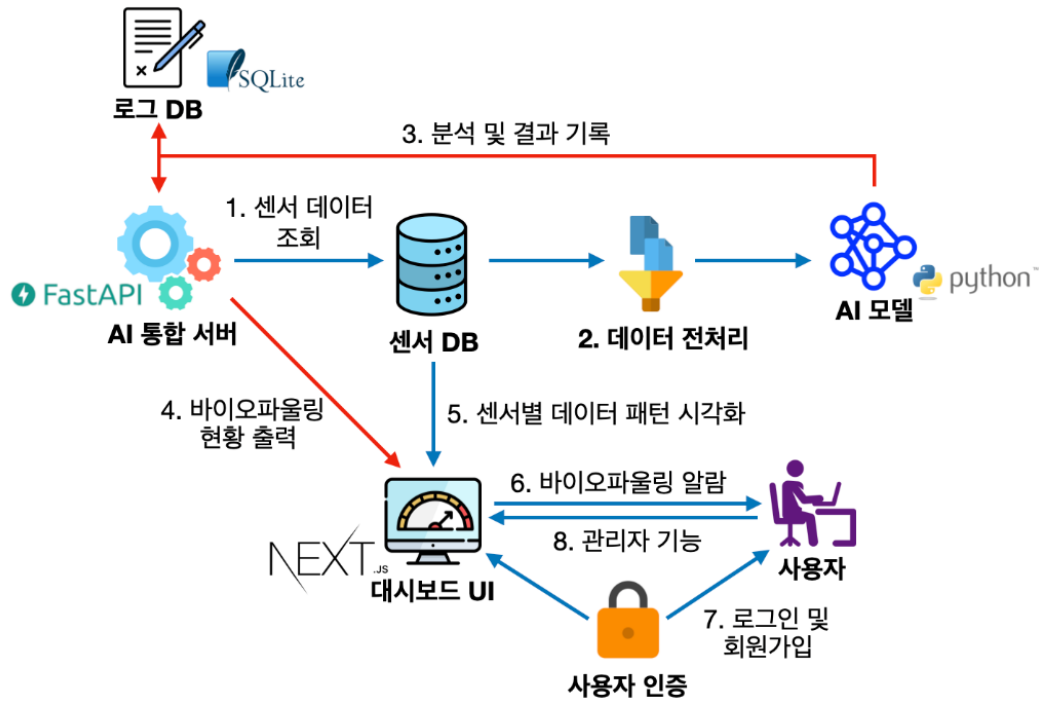 SQLite
로그 DB
3. 분석 및 결과 기록
1. 센서 데이터
조회
FastAPI
AI 통합 서버
센서 DB
2. 데이터 전처리
python™
AI 모델
4. 바이오파울링
현황 출력
5. 센서별 데이터 패턴 시각화
6. 바이오파울링 알람
8. 관리자 기능
NEXT.JS
대시보드 UI
사용자
7. 로그인 및
회원가입
사용자 인증